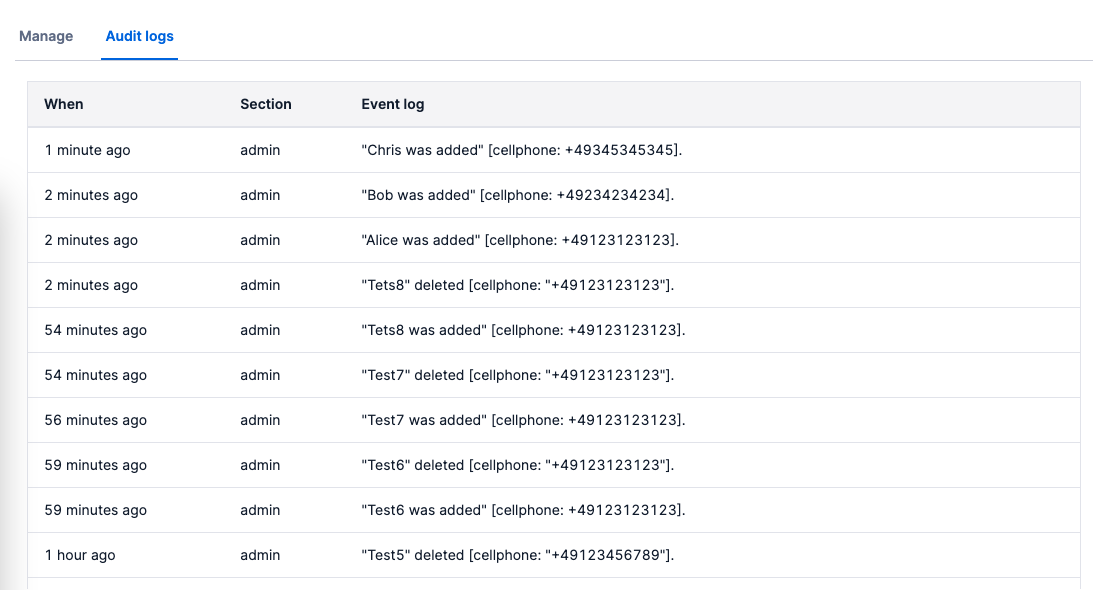 Manage Audit logs
When Section Event log
1 minute ago admin "Chris was added" [cellphone: +49345345345].
2 minutes ago admin "Bob was added" [cellphone: +49234234234].
2 minutes ago admin "Alice was added" [cellphone: +49123123123].
2 minutes ago admin "Tets8" deleted [cellphone: "+49123123123"].
54 minutes ago admin "Tets8 was added" [cellphone: +49123123123].
54 minutes ago admin "Test7" deleted [cellphone: "+49123123123"].
56 minutes ago admin "Test7 was added" [cellphone: +49123123123].
59 minutes ago admin "Test6" deleted [cellphone: "+49123123123"].
59 minutes ago admin "Test6 was added" [cellphone: +49123123123].
1 hour ago admin "Test5" deleted [cellphone: "+49123456789"].